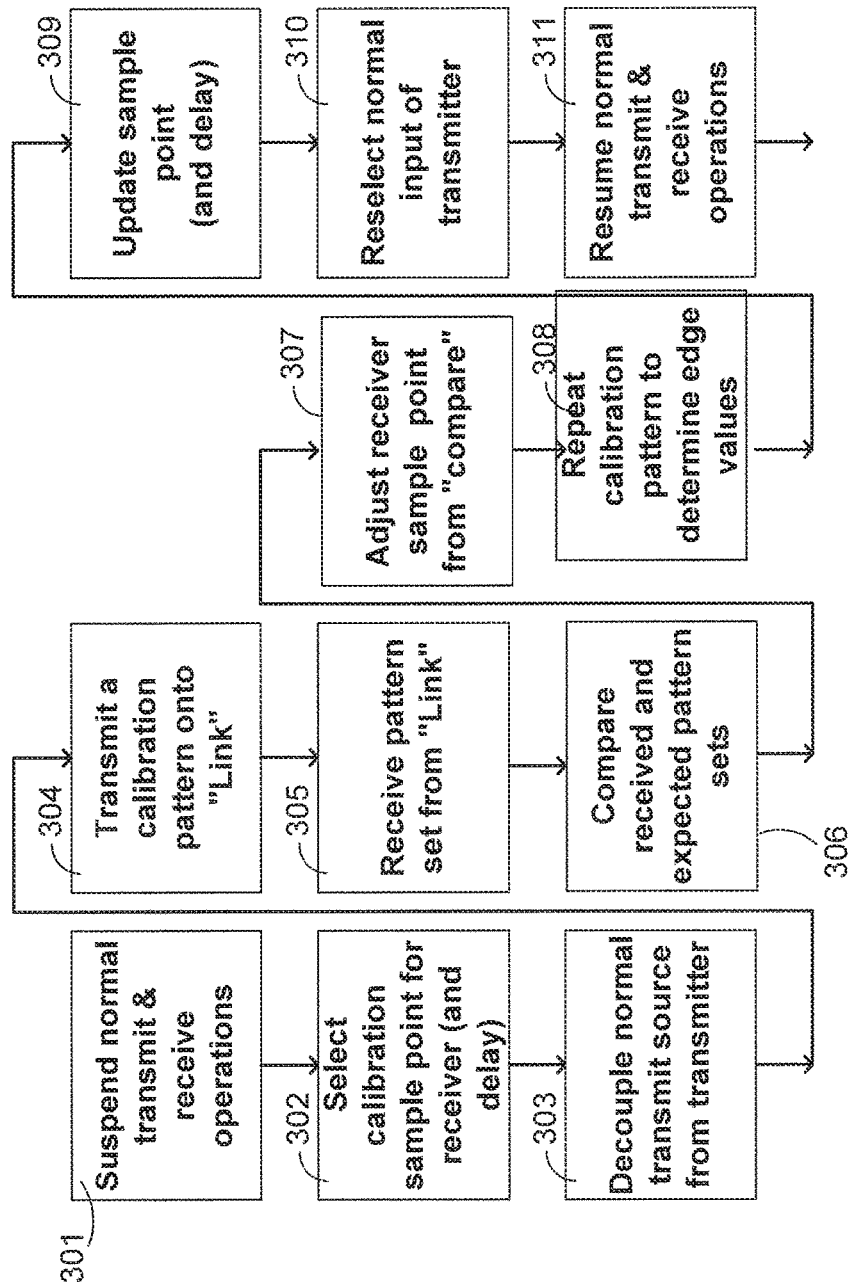 301
Suspend normal
transmit &
receive
operations
302
Select
calibration
sample point for
receiver (and
delay)
303
Decouple normal
transmit source
from transmitter
304
Transmit a
calibration
pattern onto
"Link"
305
Receive pattern
set from "Link"
306
Compare
received and
expected pattern
sets
307
Adjust receiver
sample point
from "compare"
308
Repeat
calibration
pattern to
determine edge
values
309
Update sample
point
(and delay)
310
Reselect normal
input of
transmitter
311
Resume normal
transmit &
receive
operations